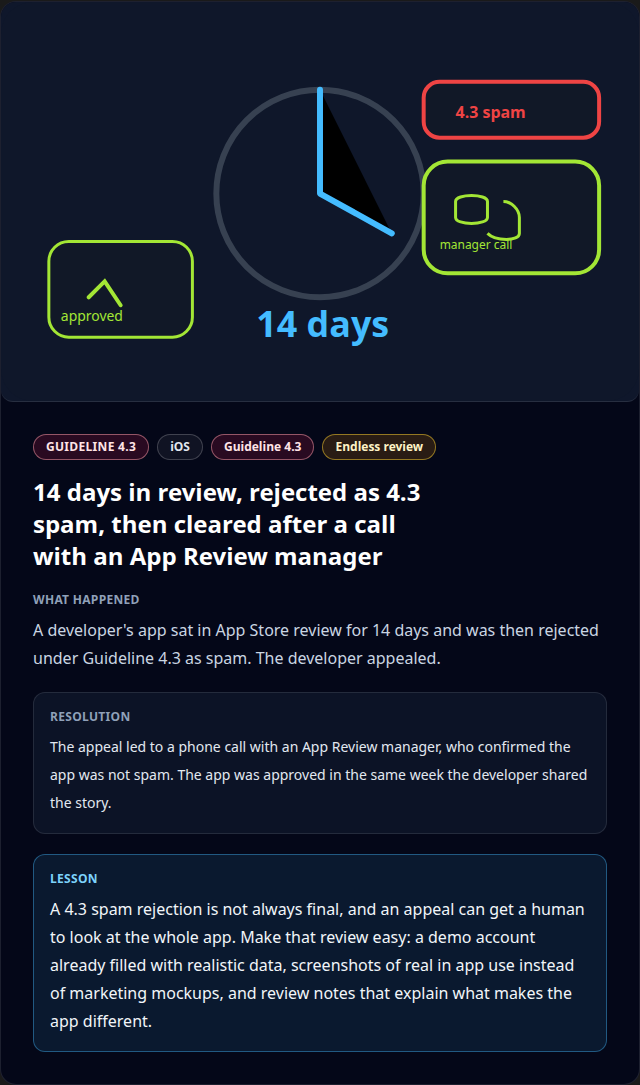 4.3 spam
manager call
approved
14 days
GUIDELINE 4.3
iOS
Guideline 4.3
Endless review
14 days in review, rejected as 4.3
spam, then cleared after a call
with an App Review manager
WHAT HAPPENED
A developer's app sat in App Store review for 14 days and was then rejected
under Guideline 4.3 as spam. The developer appealed.
RESOLUTION
The appeal led to a phone call with an App Review manager, who confirmed the
app was not spam. The app was approved in the same week the developer shared
the story.
LESSON
A 4.3 spam rejection is not always final, and an appeal can get a human
to look at the whole app. Make that review easy: a demo account
already filled with realistic data, screenshots of real in app use instead
of marketing mockups, and review notes that explain what makes the
app different.